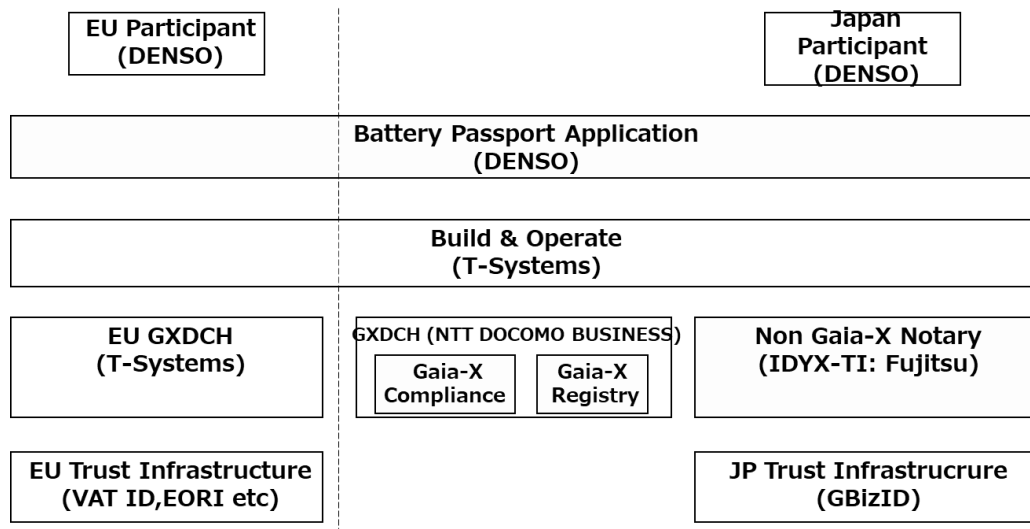 EU Participant
(DENSO)
Japan
Participant
(DENSO)
Battery Passport Application
(DENSO)
Build & Operate
(T-Systems)
EU GXDCH
(T-Systems)
GXDCH (NTT DOCOMO BUSINESS)
Gaia-X
Compliance
Gaia-X
Registry
Non Gaia-X Notary
(IDYX-TI: Fujitsu)
EU Trust Infrastructure
(VAT ID,EORI etc)
JP Trust Infrastrucrure
(GBizID)